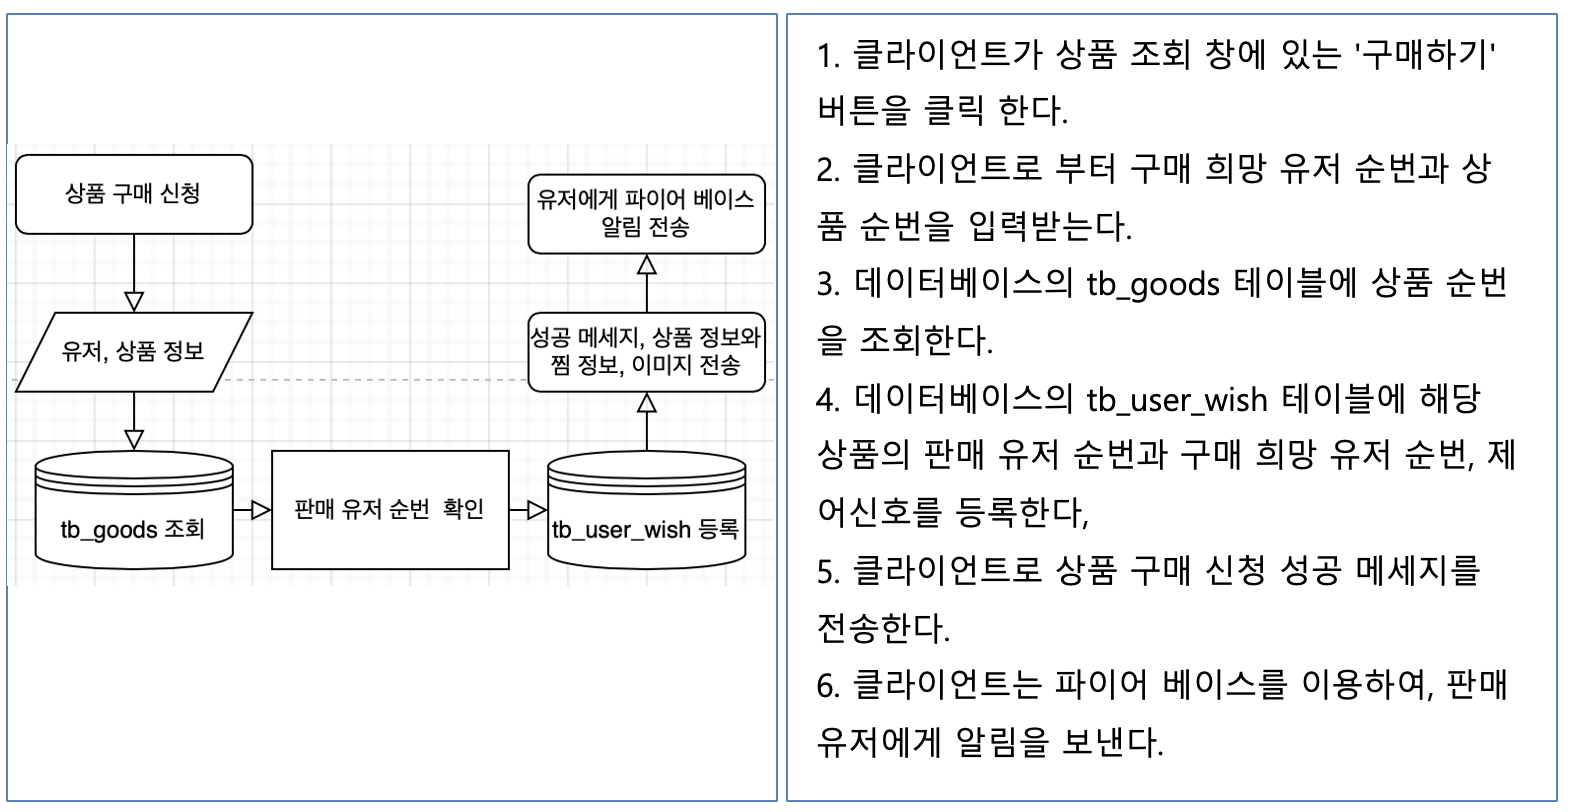 상품 구매 신청
유저, 상품 정보
tb_goods 조회
판매 유저 순번  확인
tb_user_wish 등록
성공 메세지, 상품 정보와
찜 정보, 이미지 전송
유저에게 파이어 베이스
알림 전송
1. 클라이언트가 상품 조회 창에 있는 '구매하기'
버튼을 클릭 한다.
2. 클라이언트로 부터 구매 희망 유저 순번과 상
품 순번을 입력받는다.
3. 데이터베이스의 tb_goods 테이블에 상품 순번
을 조회한다.
4. 데이터베이스의 tb_user_wish 테이블에 해당
상품의 판매 유저 순번과 구매 희망 유저 순번, 제
어신호를 등록한다,
5. 클라이언트로 상품 구매 신청 성공 메세지를
전송한다.
6. 클라이언트는 파이어 베이스를 이용하여, 판매
유저에게 알림을 보낸다.